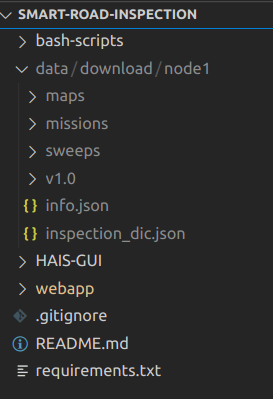 SMART-ROAD-INSPECTION
bash-scripts
data/download/node1
maps
missions
sweeps
v1.0
{} info.json
{} inspection_dic.json
HAIS-GUI
webapp
.gitignore
README.md
requirements.txt